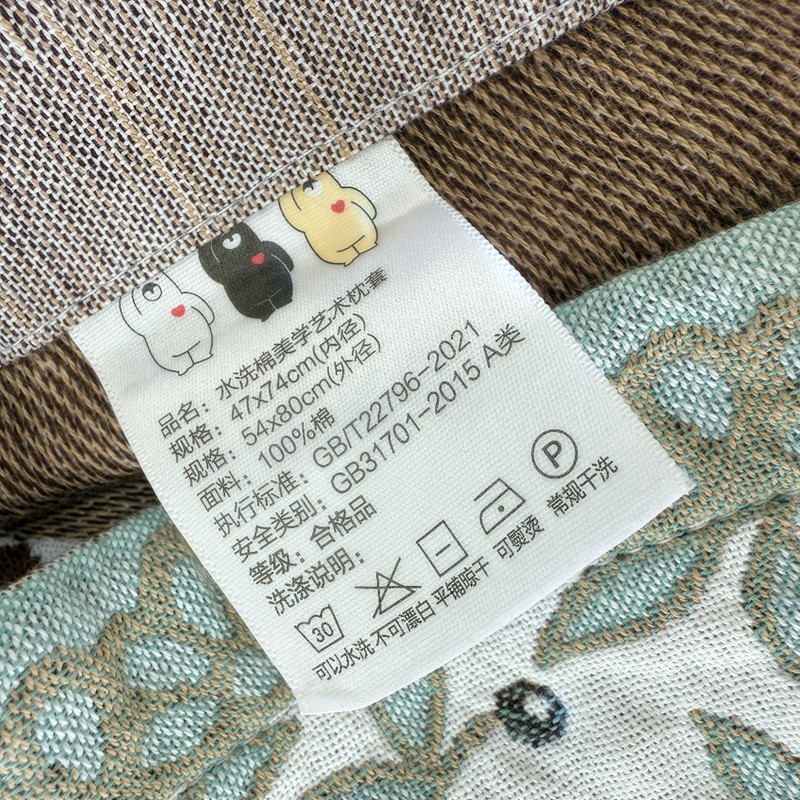 品名：水洗棉美学艺术枕套
规格：47x74cm(内径)
规格：54x80cm(外径)
面料：100%棉
执行标准：GB/T22796-2021
安全类别：GB31701-2015 A类
等级：合格品
洗涤说明：
30 P
可以水洗 不可漂白 平铺晾干 可熨烫 常规干洗